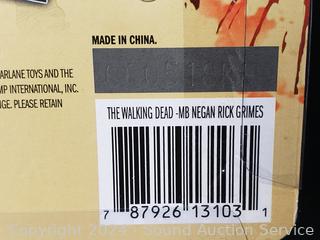 MADE IN CHINA.
ARLANE TOYS AND THE
MP INTERNATIONAL, INC.
NGE. PLEASE RETAIN
THE WALKING DEAD -MB NEGAN RICK GRIMES
7 87926 13103 1
Copyright 2024 - Sound Auction Service